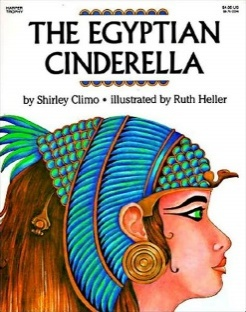 HARPER
TROPHY
THE EGYPTIAN
CINDERELLA
by Shirley Climo • illustrated by Ruth Heller